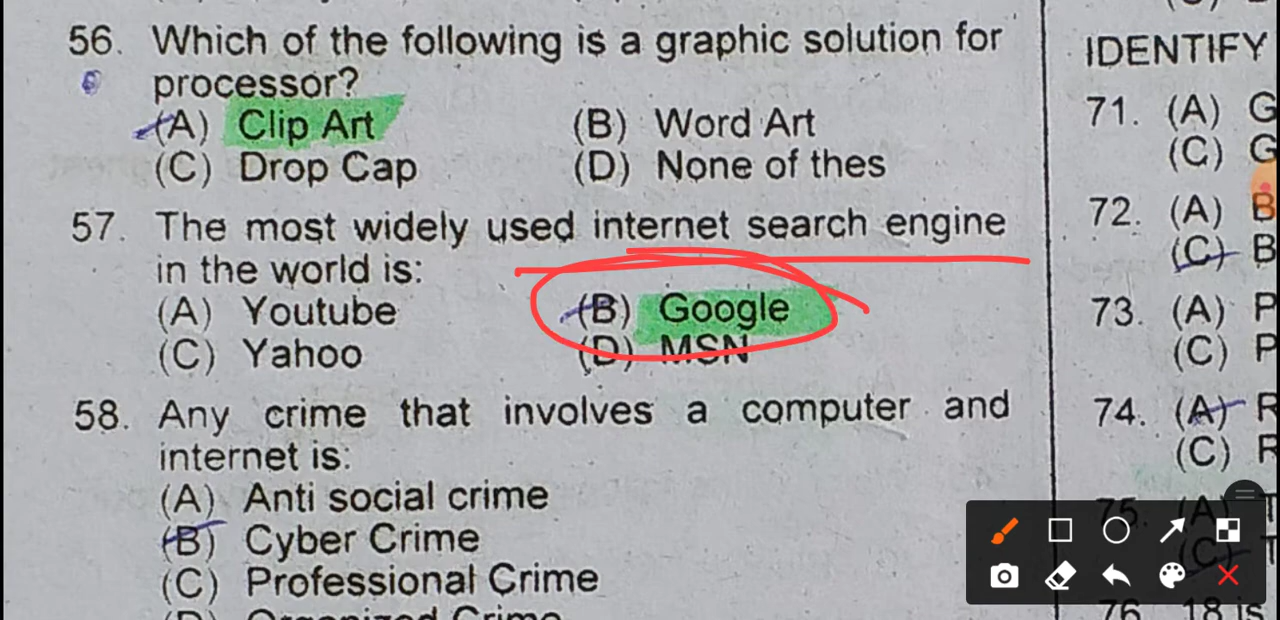 56. Which of the following is a graphic solution for
processor?
(A) Clip Art (B) Word Art
(C) Drop Cap (D) None of thes
57. The most widely used internet search engine
in the world is:
(A) Youtube (B) Google
(C) Yahoo (D) MSN
58. Any crime that involves a computer and
internet is:
(A) Anti social crime
(B) Cyber Crime
(C) Professional Crime
(D) Organized Crime
IDENTIFY
71. (A) G
(C) G
72. (A) B
(C) B
73. (A) P
(C) P
74. (A) R
(C) R
75. (A) T
(C) T
76. 18 is